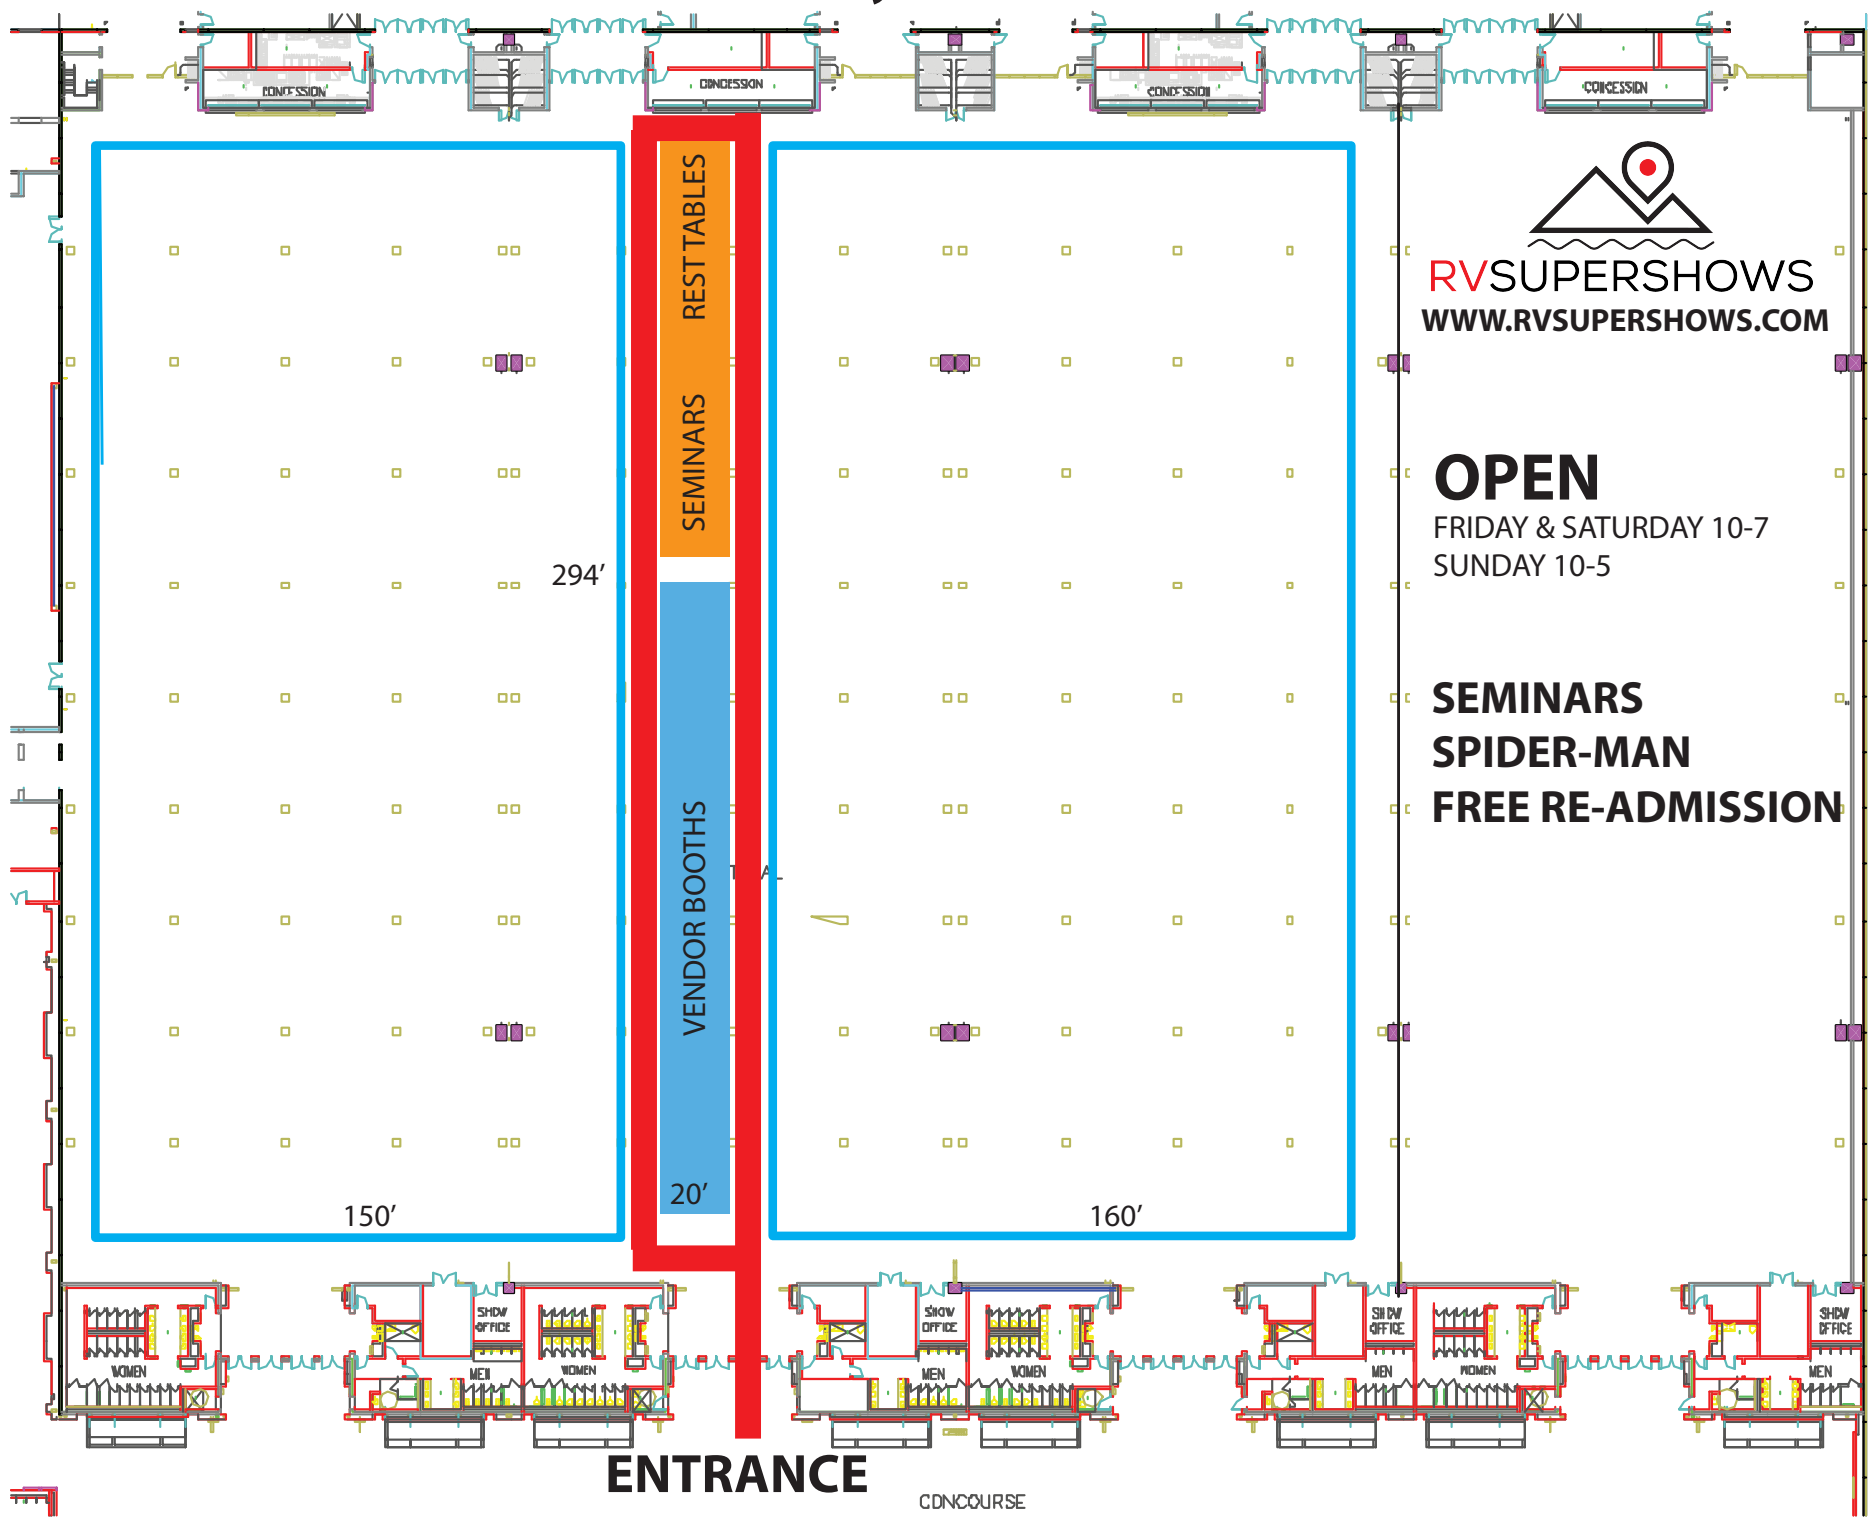 CONCESSION
CONCESSION
CONCESSION
CONCESSION
REST TABLES
SEMINARS
VENDOR BOOTHS
20'
294'
150'
160'
RVSUPERSHOWS
WWW.RVSUPERSHOWS.COM
OPEN
FRIDAY & SATURDAY 10-7
SUNDAY 10-5
SEMINARS
SPIDER-MAN
FREE RE-ADMISSION
WOMEN
SHOW
OFFICE
MEN
WOMEN
SHOW
OFFICE
MEN
WOMEN
SHOW
OFFICE
MEN
WOMEN
SHOW
OFFICE
MEN
ENTRANCE
CONCOURSE